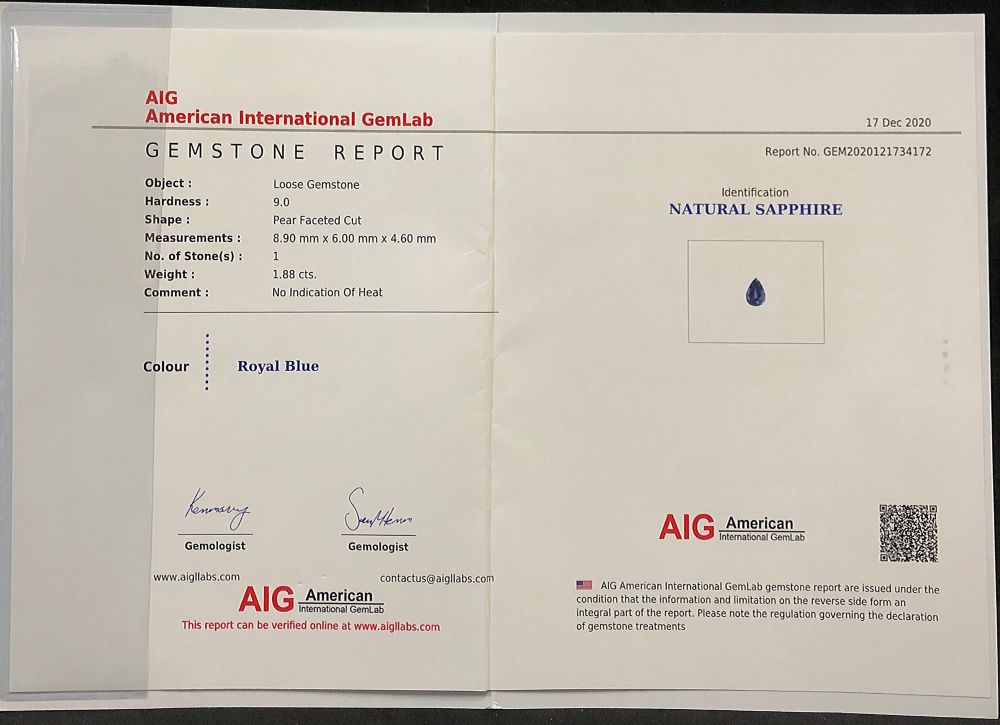 AIG
American International GemLab
GEMSTONE REPORT
Object : Loose Gemstone
Hardness : 9.0
Shape : Pear Faceted Cut
Measurements : 8.90 mm x 6.00 mm x 4.60 mm
No. of Stone(s) : 1
Weight : 1.88 cts.
Comment : No Indication Of Heat
Colour Royal Blue
Gemologist Gemologist
www.aigllabs.com contactus@aigllabs.com
AIG American
International GemLab
This report can be verified online at www.aigllabs.com
17 Dec 2020
Report No. GEM2020121734172
Identification
NATURAL SAPPHIRE
AIG American
International GemLab
AIG American International GemLab gemstone report are issued under the
condition that the information and limitation on the reverse side form an
integral part of the report. Please note the regulation governing the declaration
of gemstone treatments